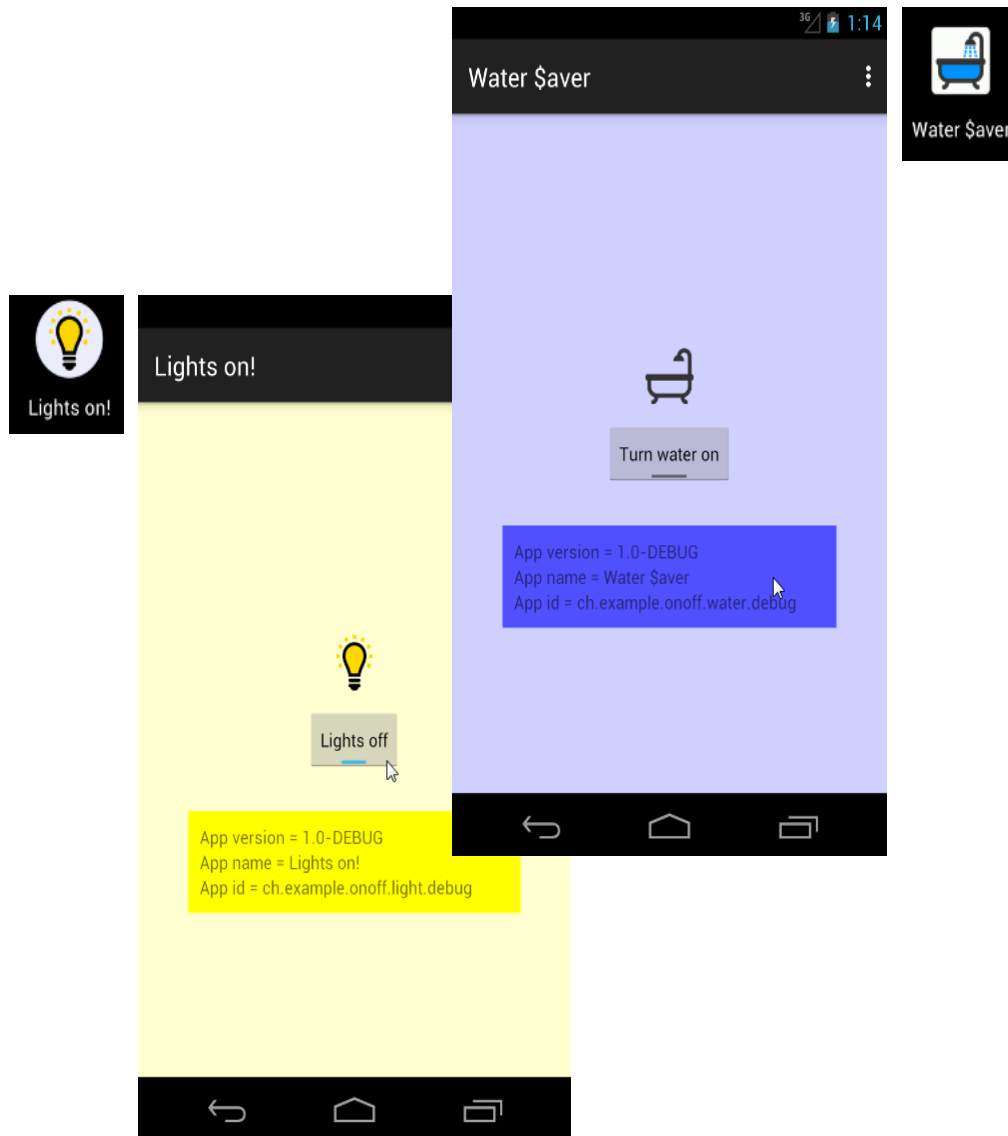 3G 1:14
Water $aver
Water $aver
Turn water on
App version = 1.0-DEBUG
App name = Water $aver
App id = ch.example.onoff.water.debug
Lights on!
Lights on!
Lights off
App version = 1.0-DEBUG
App name = Lights on!
App id = ch.example.onoff.light.debug